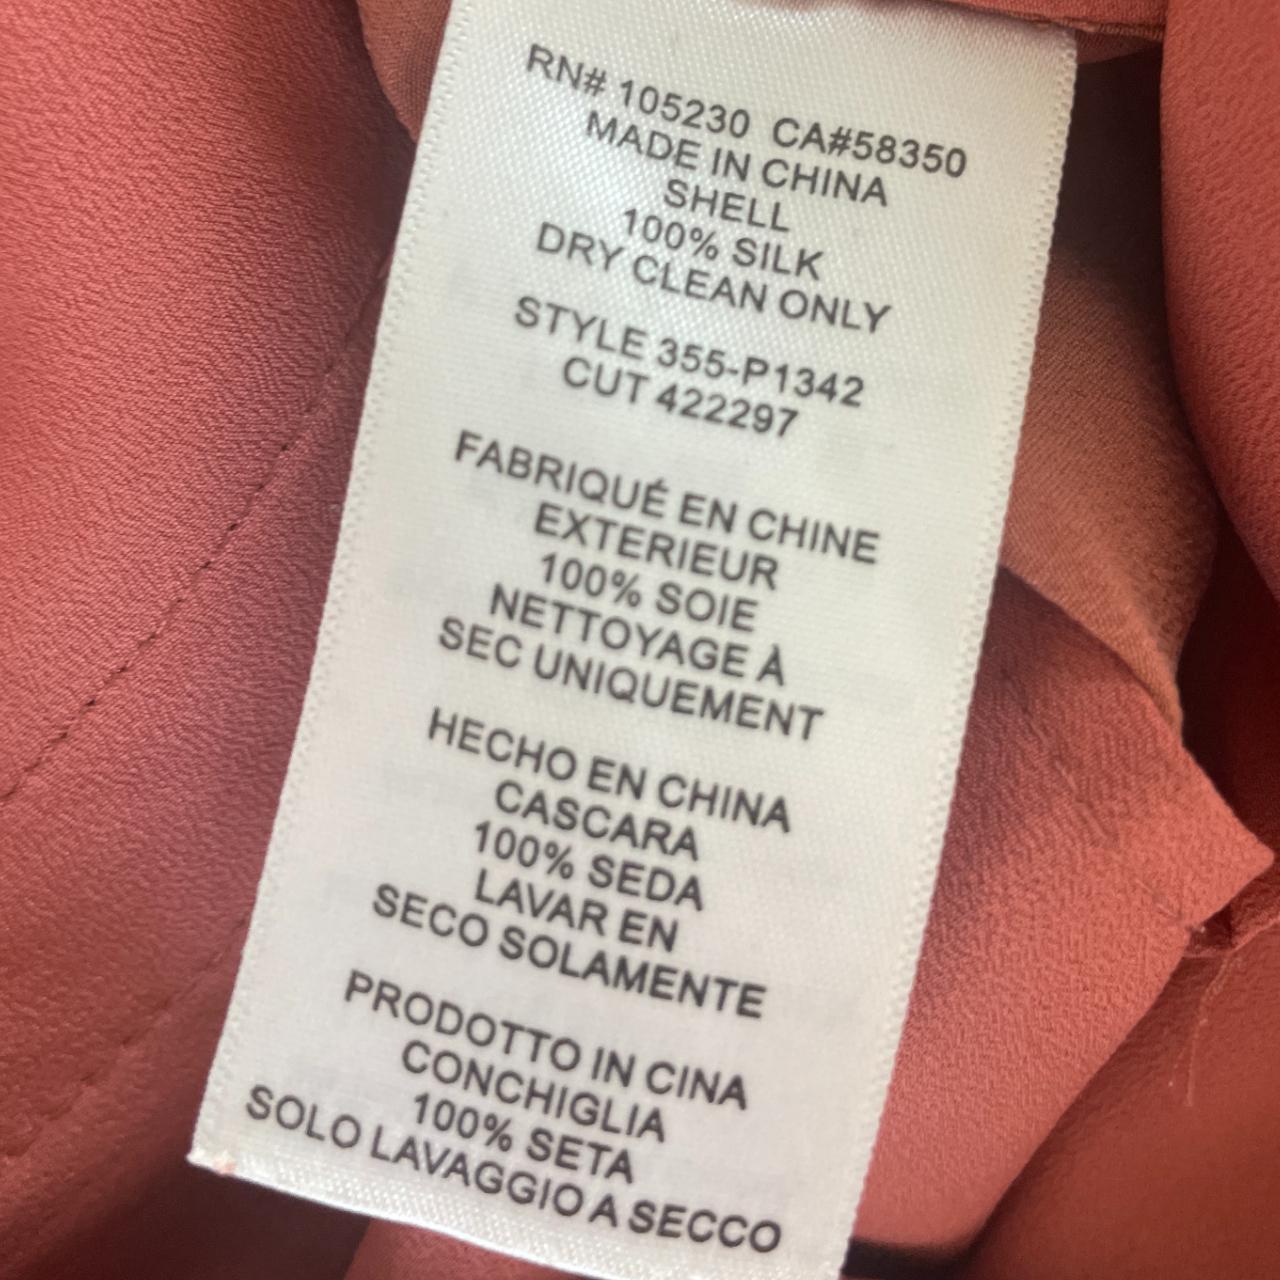 RN# 105230 CA#58350
MADE IN CHINA
SHELL
100% SILK
DRY CLEAN ONLY
STYLE 355-P1342
CUT 422297
FABRIQUÉ EN CHINE
EXTERIEUR
100% SOIE
NETTOYAGE À
SEC UNIQUEMENT
HECHO EN CHINA
CASCARA
100% SEDA
LAVAR EN
SECO SOLAMENTE
PRODOTTO IN CINA
CONCHIGLIA
100% SETA
SOLO LAVAGGIO A SECCO